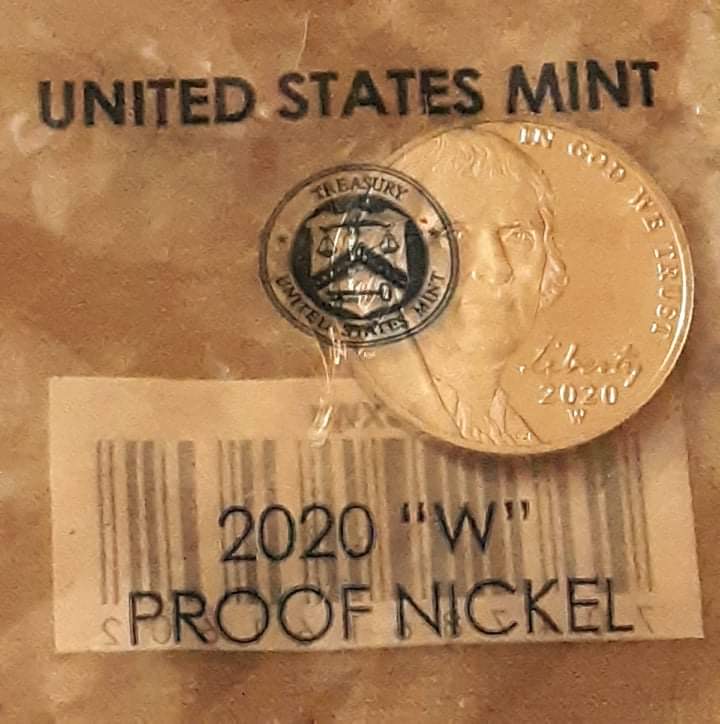 UNITED STATES MINT
IN GOD WE TRUST
TREASURY
UNITED STATES MINT
Liberty
2020
W
2020 "W"
PROOF NICKEL